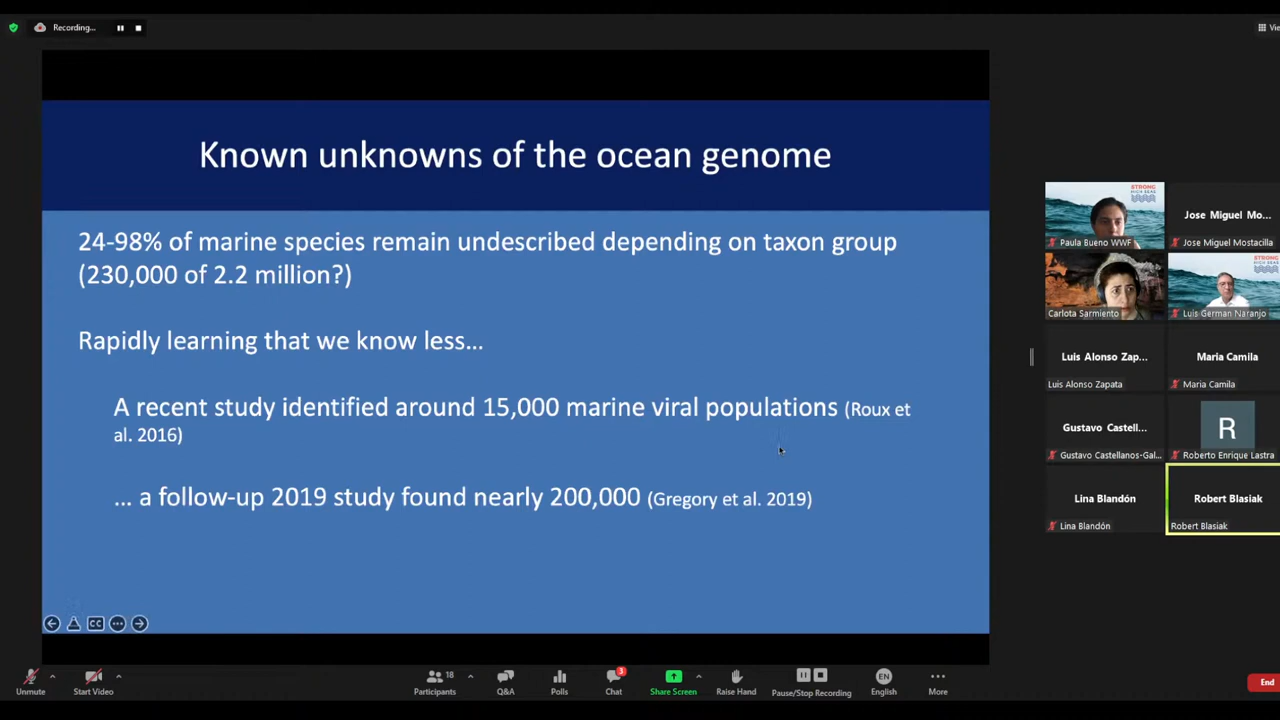 Recording...
Vie
Known unknowns of the ocean genome
24-98% of marine species remain undescribed depending on taxon group
(230,000 of 2.2 million?)
Rapidly learning that we know less...
A recent study identified around 15,000 marine viral populations (Roux et
al. 2016)
... a follow-up 2019 study found nearly 200,000 (Gregory et al. 2019)
STRONG
HIGH SEAS
Paula Bueno WWF
Jose Miguel Mo...
Jose Miguel Mostacilla
Carlota Sarmiento
STRONG
Luis German Naranjo
Luis Alonso Zap...
Luis Alonso Zapata
Maria Camila
Maria Camila
Gustavo Castell...
Gustavo Castellanos-Gal...
R
Roberto Enrique Lastra
Lina Blandón
Lina Blandón
Robert Blasiak
Robert Blasiak
CC
Unmute
Start Video
18
Participants
Q&A
Polls
3
Chat
Share Screen
Raise Hand
Pause/Stop Recording
EN
English
More
End